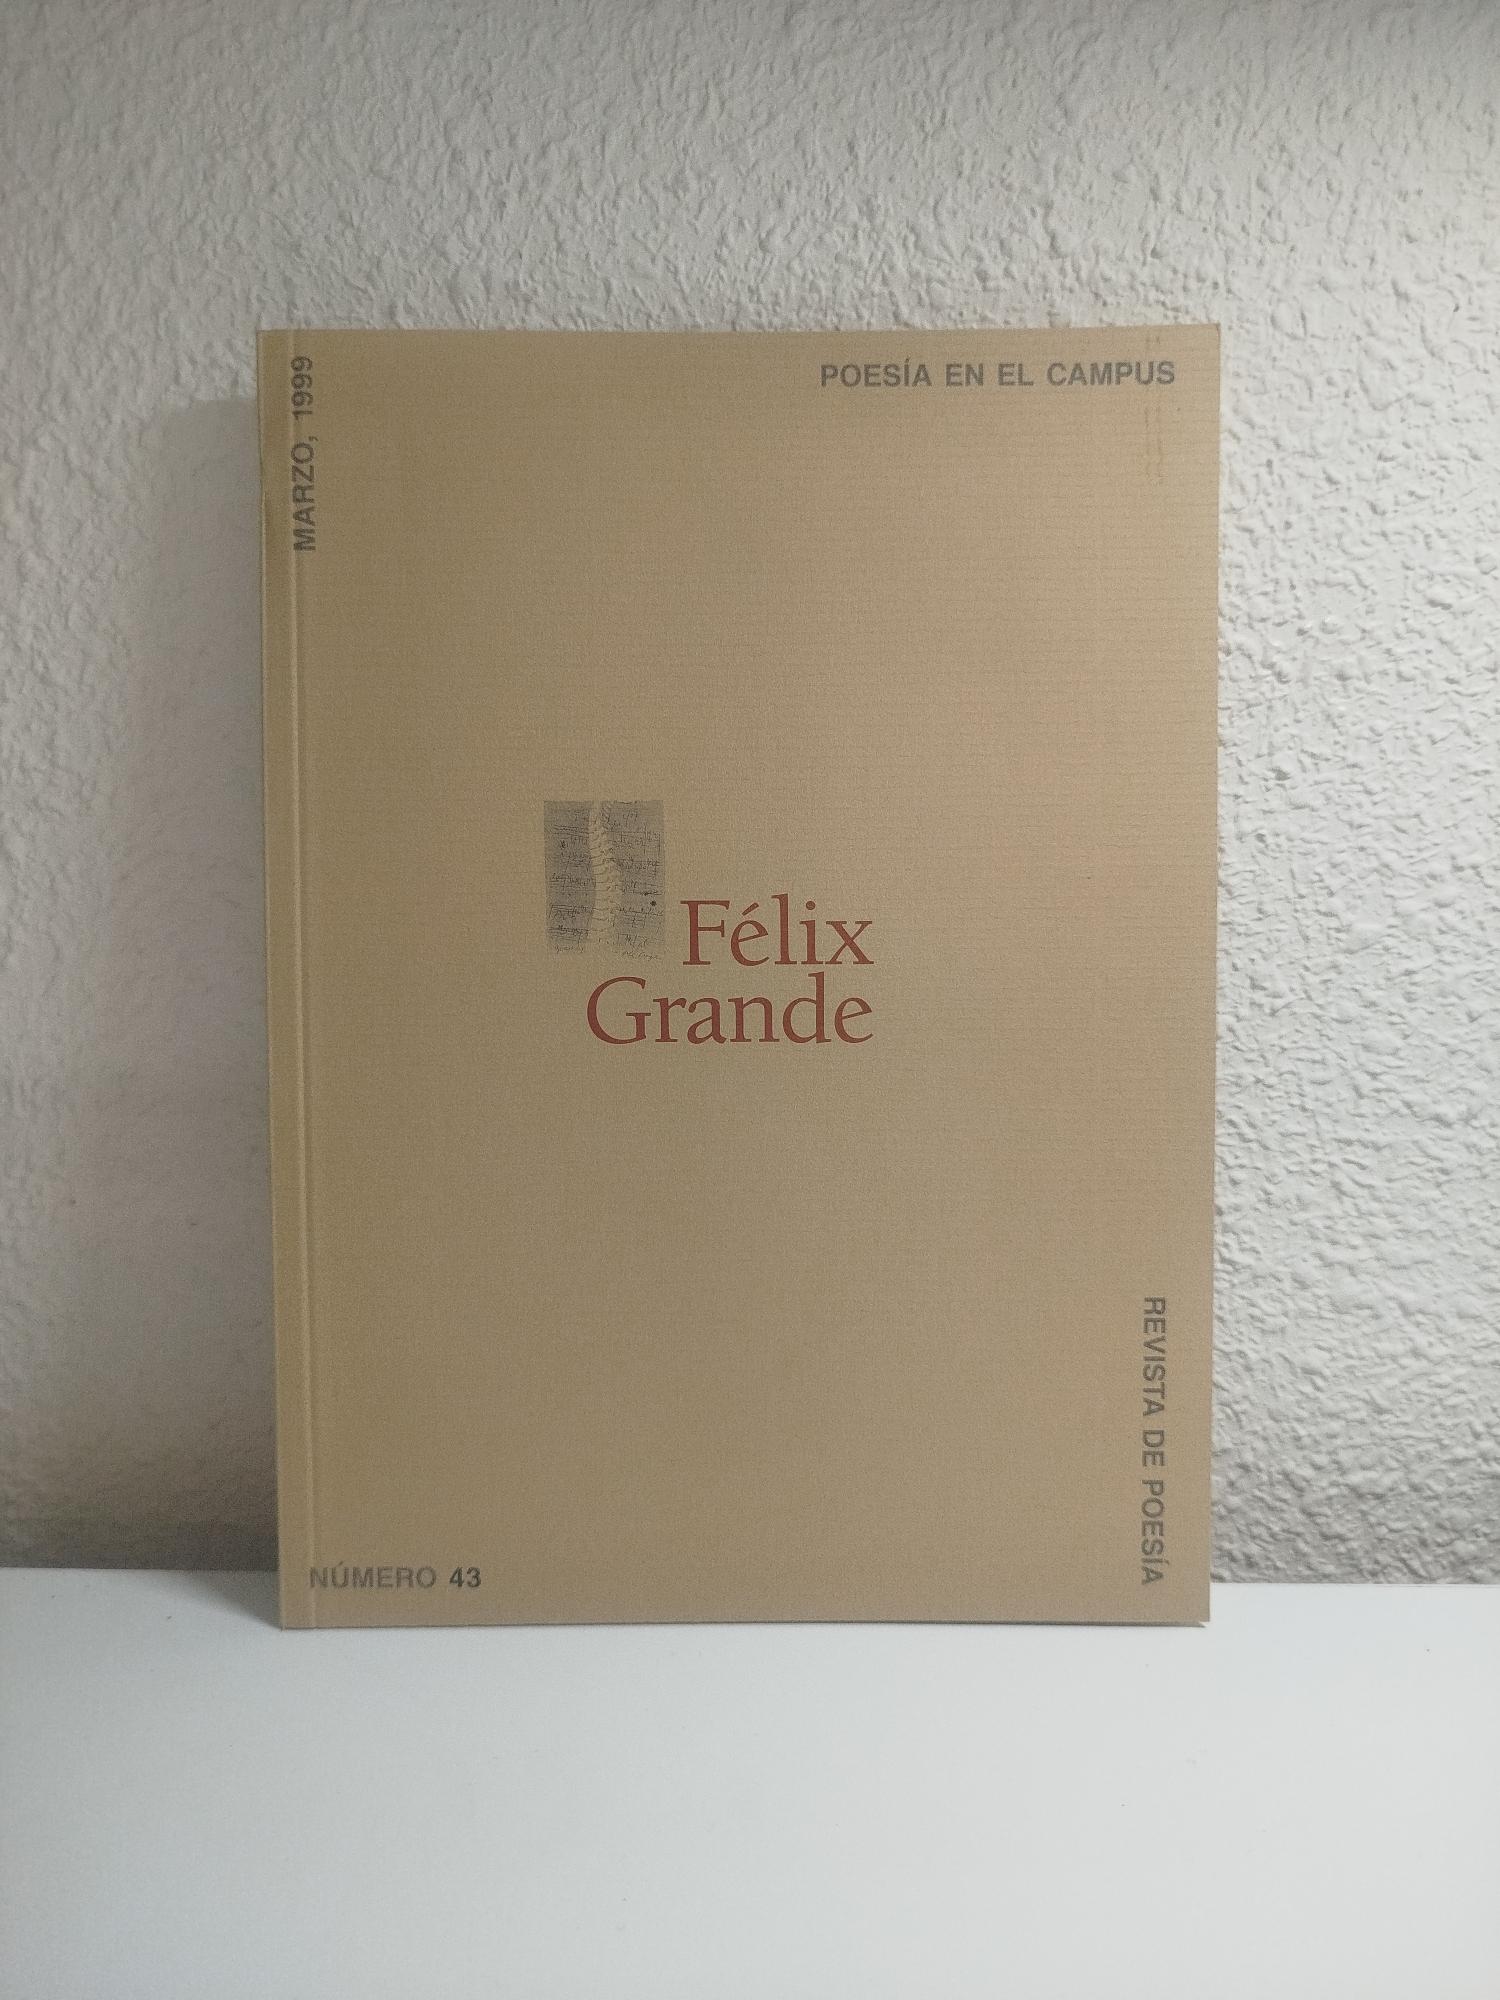 MARZO, 1999
POESÍA EN EL CAMPUS
Félix
Grande
REVISTA DE POESÍA
NÚMERO 43